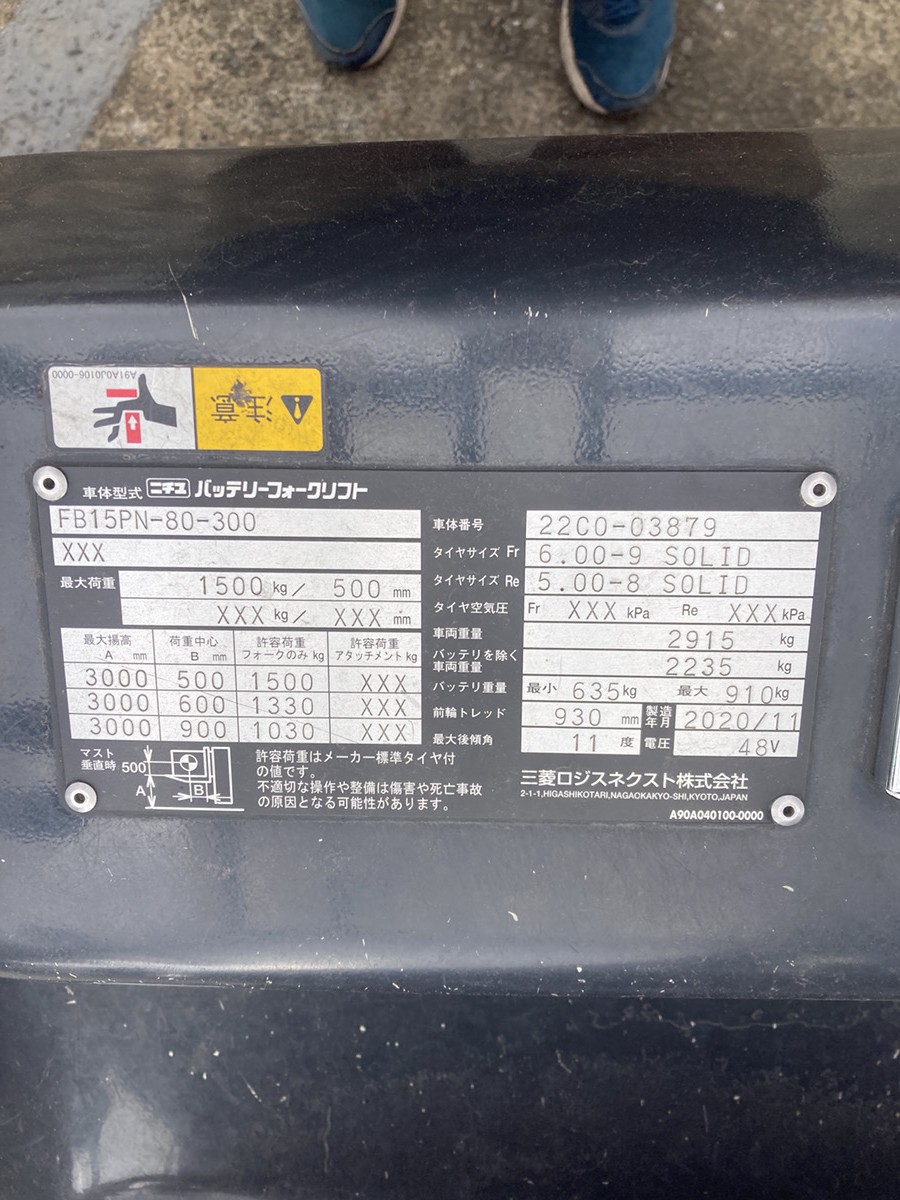 A91A0J0106-0000
注意
車体型式 ニチユ バッテリーフォークリフト
FB15PN-80-300
XXX
最大荷重 1500 kg/ 500 mm
XXX kg/ XXX mm
最大揚高 A mm 荷重中心 B mm 許容荷重 フォークのみ kg 許容荷重 アタッチメント kg
3000 500 1500 XXX
3000 600 1330 XXX
3000 900 1030 XXX
マスト
垂直時 500
A
B
許容荷重はメーカー標準タイヤ付
の値です。
不適切な操作や整備は傷害や死亡事故
の原因となる可能性があります。
車体番号 22C0-03879
タイヤサイズ Fr 6.00-9 SOLID
タイヤサイズ Re 5.00-8 SOLID
タイヤ空気圧 Fr XXX kPa Re XXX kPa
車両重量 2915 kg
バッテリを除く
車両重量 2235 kg
バッテリ重量 最小 635 kg 最大 910 kg
前輪トレッド 930 mm 製造年月 2020/11
最大後傾角 11 度 電圧 48V
三菱ロジスネクスト株式会社
2-1-1,HIGASHIKOTARI,NAGAOKAKYO-SHI,KYOTO,JAPAN
A90A040100-0000